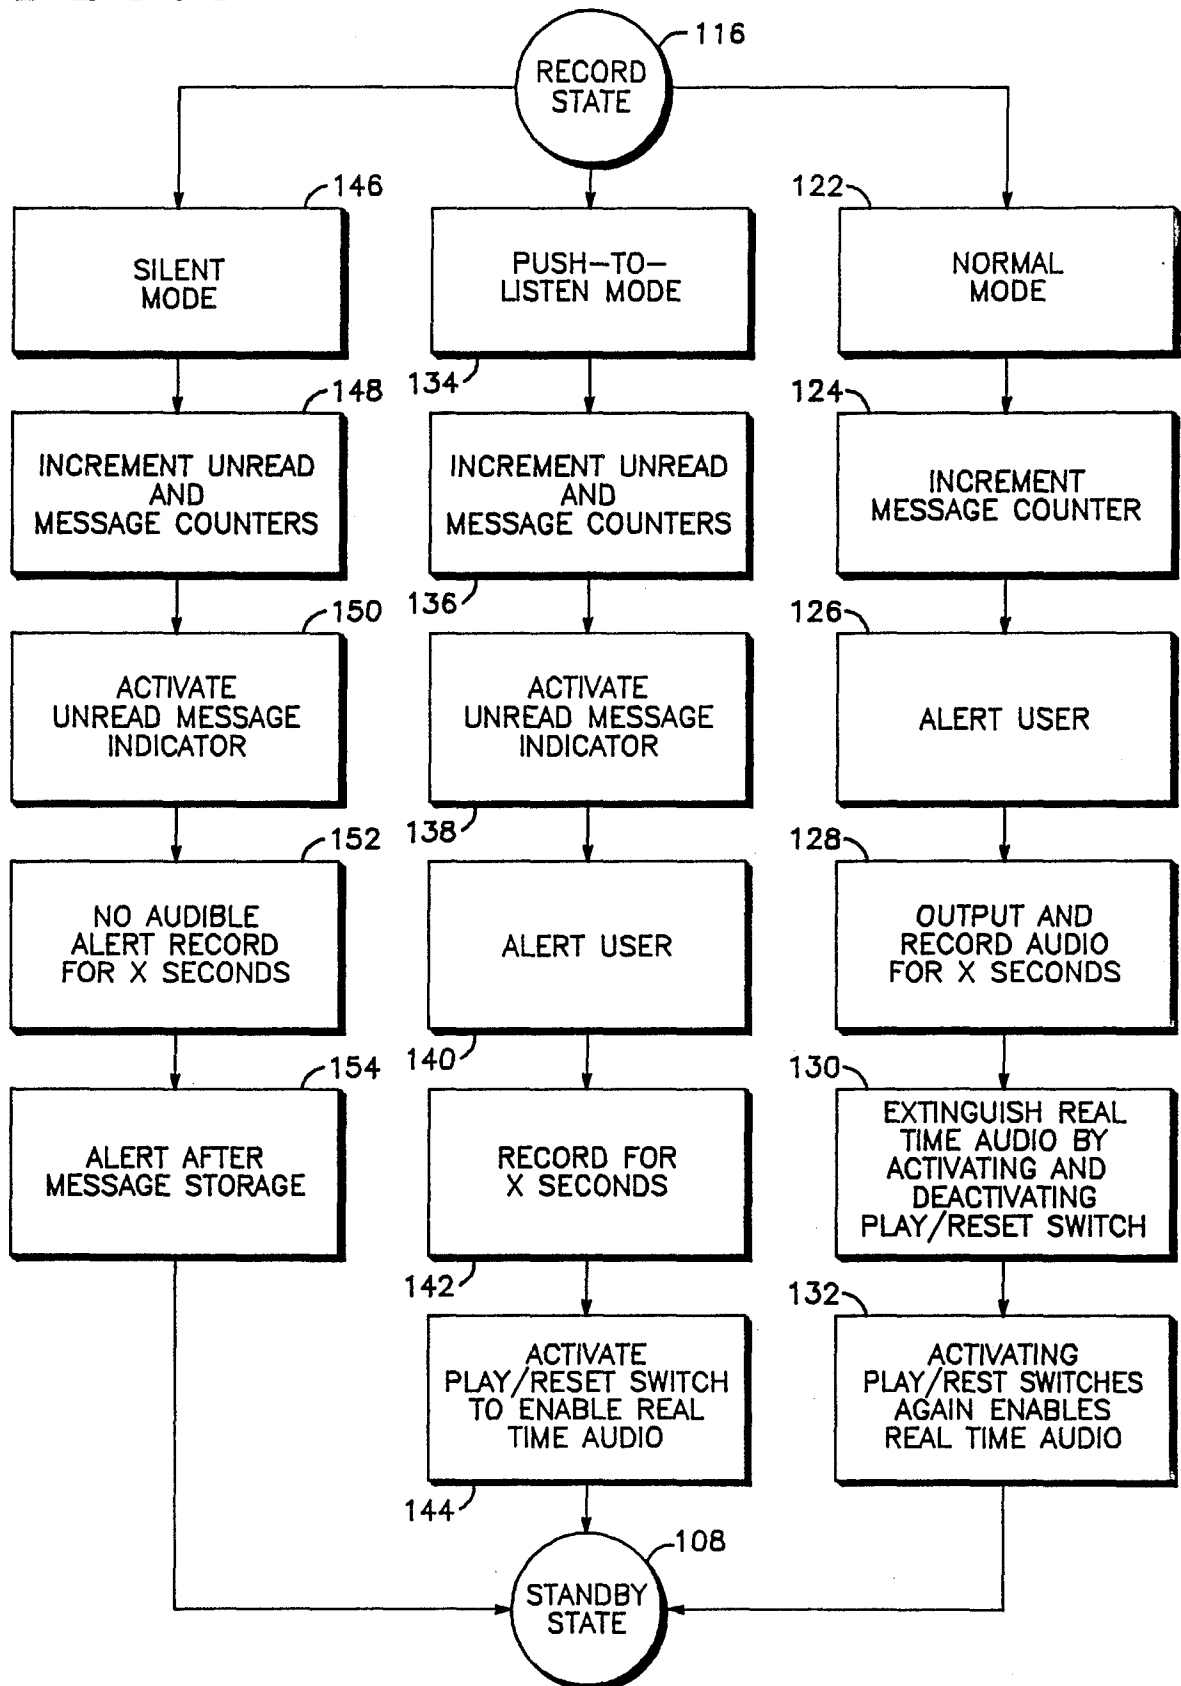 116
RECORD
STATE
146
SILENT
MODE
148
INCREMENT UNREAD
AND
MESSAGE COUNTERS
150
ACTIVATE
UNREAD MESSAGE
INDICATOR
152
NO AUDIBLE
ALERT RECORD
FOR X SECONDS
154
ALERT AFTER
MESSAGE STORAGE
PUSH-TO-
LISTEN MODE
134
INCREMENT UNREAD
AND
MESSAGE COUNTERS
136
ACTIVATE
UNREAD MESSAGE
INDICATOR
138
ALERT USER
140
RECORD FOR
X SECONDS
142
ACTIVATE
PLAY/RESET SWITCH
TO ENABLE REAL
TIME AUDIO
144
122
NORMAL
MODE
124
INCREMENT
MESSAGE COUNTER
126
ALERT USER
128
OUTPUT AND
RECORD AUDIO
FOR X SECONDS
130
EXTINGUISH REAL
TIME AUDIO BY
ACTIVATING AND
DEACTIVATING
PLAY/RESET SWITCH
132
ACTIVATING
PLAY/REST SWITCHES
AGAIN ENABLES
REAL TIME AUDIO
108
STANDBY
STATE